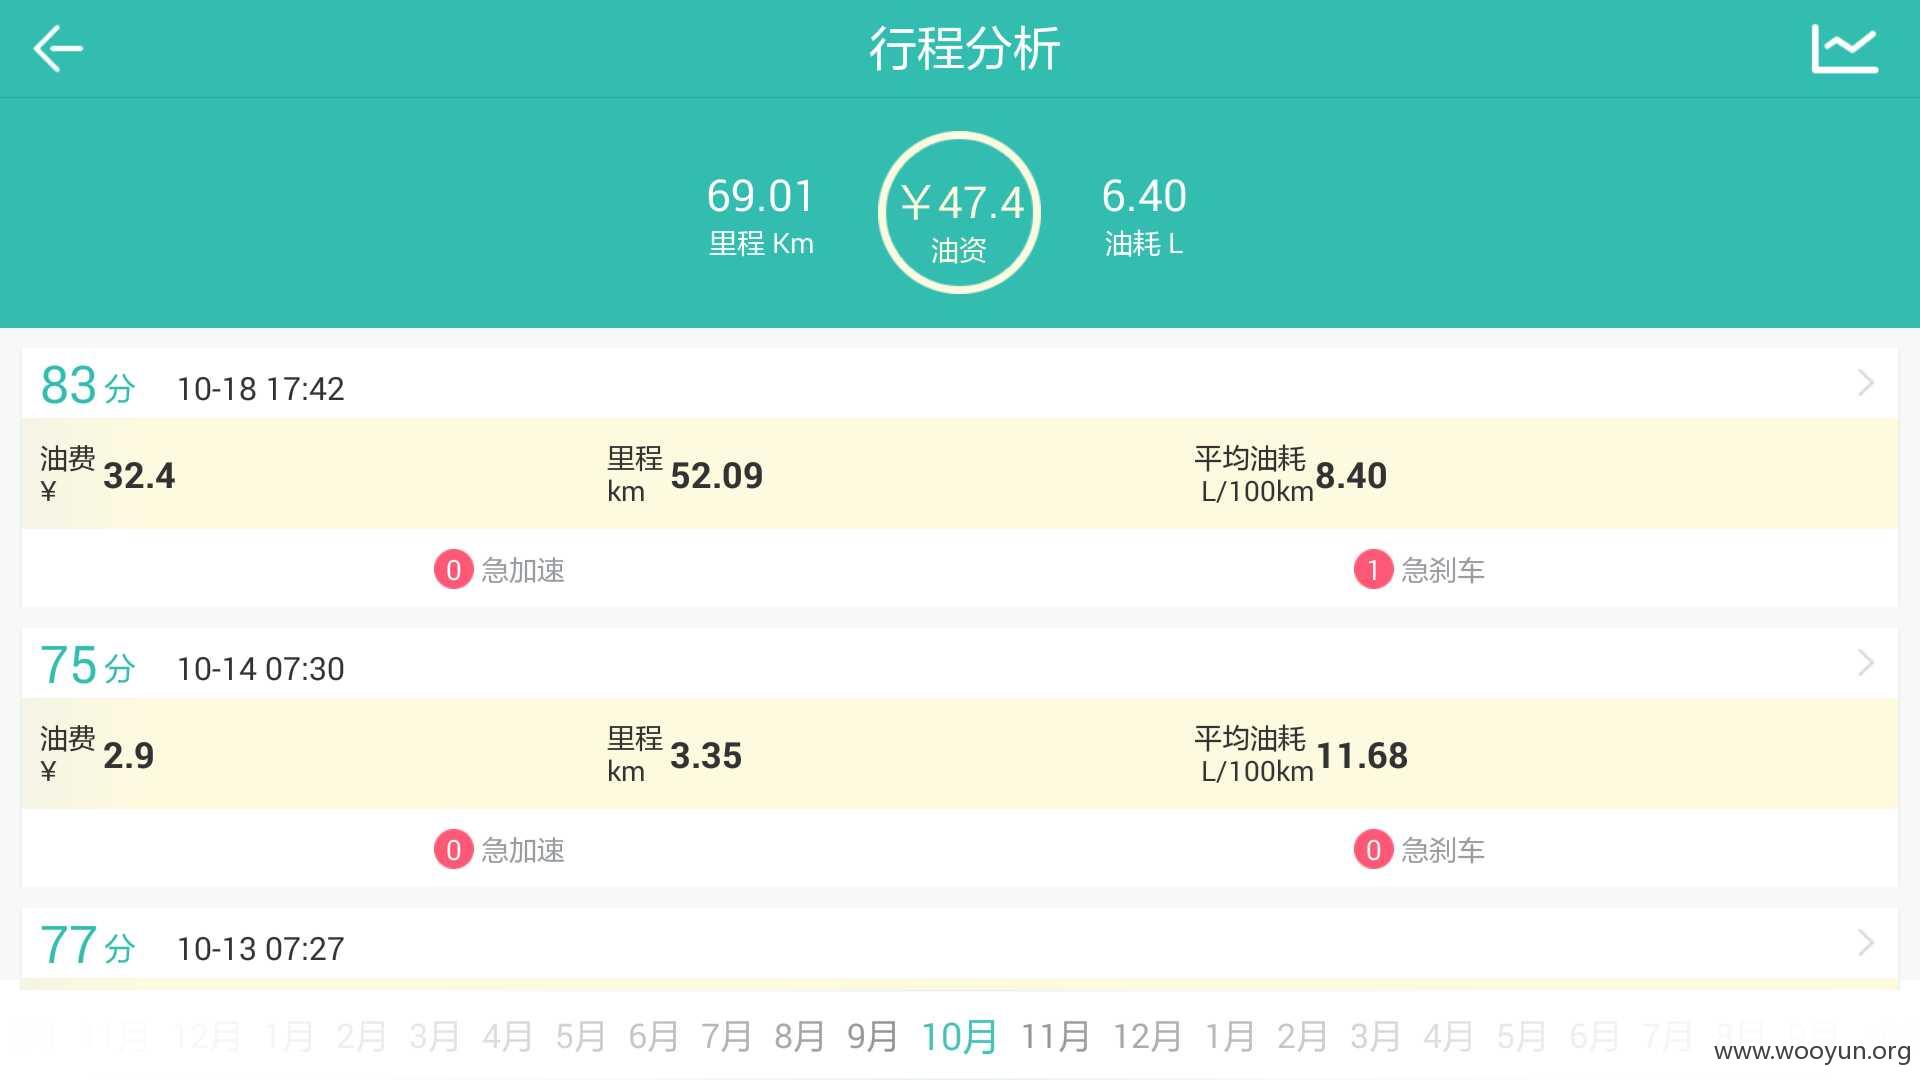 行程分析
69.01 ￥47.4 6.40
里程 Km 油资 油耗 L
83 分 10-18 17:42
油费 ¥ 32.4 里程 km 52.09 平均油耗 L/100km 8.40
0 急加速 1 急刹车
75 分 10-14 07:30
油费 ¥ 2.9 里程 km 3.35 平均油耗 L/100km 11.68
0 急加速 0 急刹车
77 分 10-13 07:27
11月 12月 1月 2月 3月 4月 5月 6月 7月 8月 9月 10月 11月 12月 1月 2月 3月 4月 5月 6月 7月 8月
www.wooyun.org